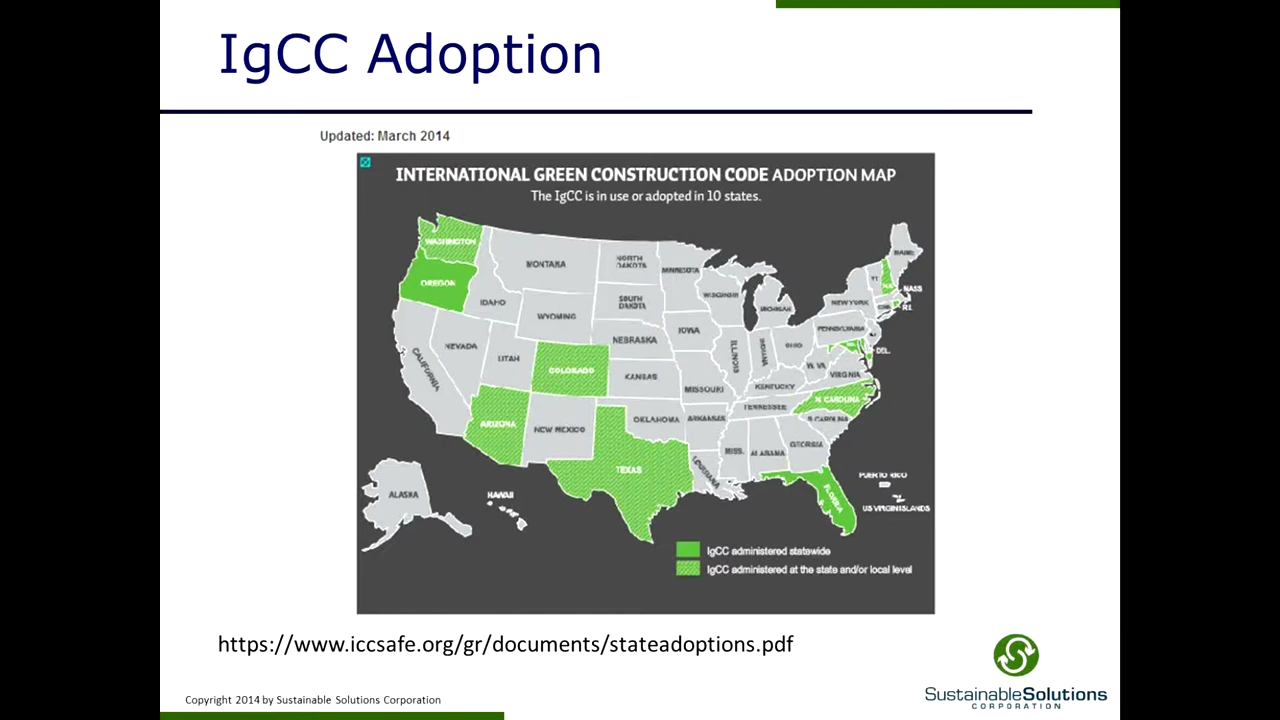 IgCC Adoption
Updated: March 2014
INTERNATIONAL GREEN CONSTRUCTION CODE ADOPTION MAP
The IgCC is in use or adopted in 10 states.
WASHINGTON
MONTANA
NORTH
DAKOTA
MINNESOTA
MAINE
OREGON
IDAHO
WYOMING
SOUTH
DAKOTA
WISCONSIN
MICHIGAN
NEW YORK
VT
MASS
R.I.
NEVADA
UTAH
COLORADO
NEBRASKA
IOWA
ILLINOIS
INDIANA
OHIO
PENNSYLVANIA
DEL.
CALIFORNIA
KANSAS
MISSOURI
KENTUCKY
W. VA
VIRGINIA
ARIZONA
NEW MEXICO
OKLAHOMA
ARKANSAS
TENNESSEE
N CAROLINA
S CAROLINA
TEXAS
LOUISIANA
MISS.
ALABAMA
GEORGIA
FLORIDA
ALASKA
HAWAII
PUERTO RICO
US VIRGIN ISLANDS
IgCC administered statewide
IgCC administered at the state and/or local level
https://www.iccsafe.org/gr/documents/stateadoptions.pdf
Copyright 2014 by Sustainable Solutions Corporation
SustainableSolutions
CORPORATION